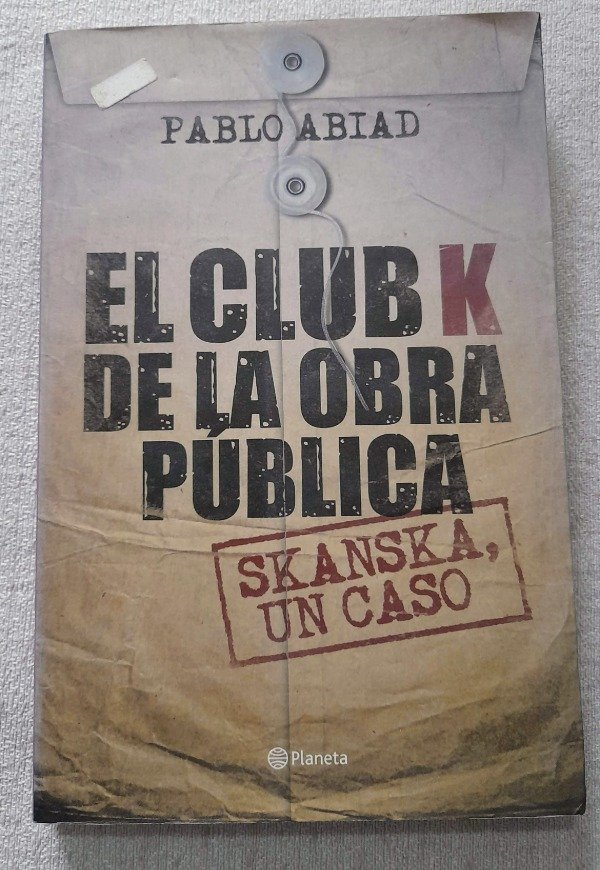 PABLO ABIAD
EL CLUB K
DE LA OBRA
PÚBLICA
SKANSKA,
UN CASO
Planeta